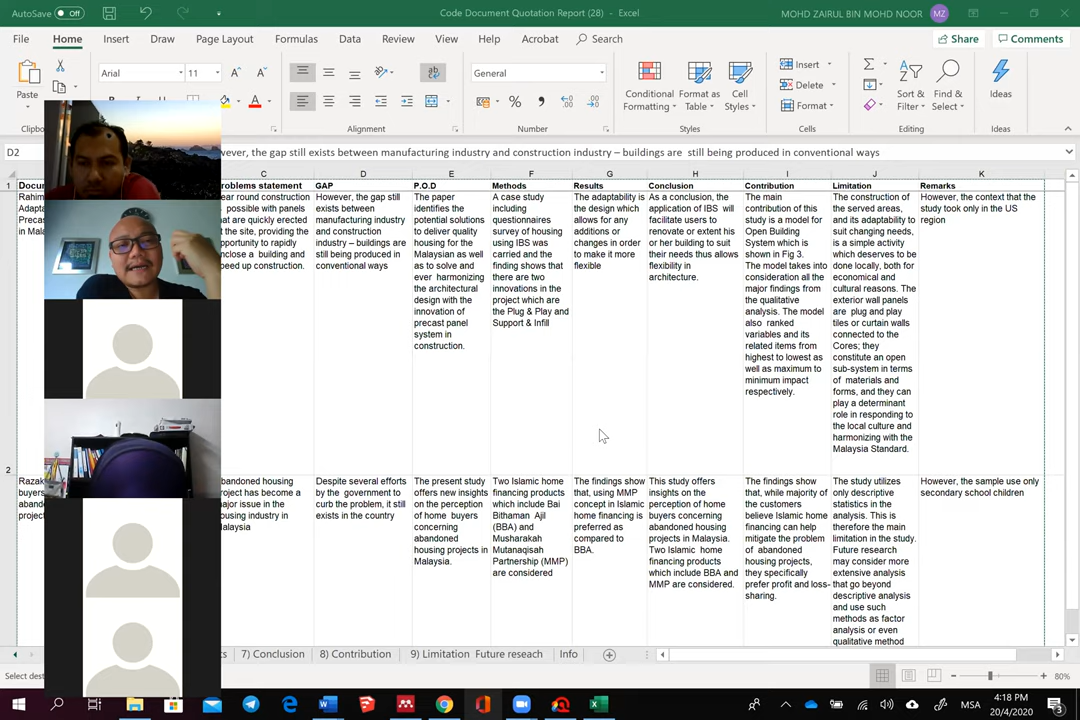 AutoSave Off
Code Document Quotation Report (28) - Excel
MOHD ZAIRUL BIN MOHD NOOR MZ
File Home Insert Draw Page Layout Formulas Data Review View Help Acrobat Search Share Comments
Paste
Arial 11
General
Conditional Formatting
Format as Table
Cell Styles
Insert
Delete
Format
Sort & Filter
Find & Select
Ideas
Alignment Number Styles Cells Editing Ideas
D2
wever, the gap still exists between manufacturing industry and construction industry – buildings are still being produced in conventional ways
C D E F G H I J K
1
GAP P.O.D Methods Results Conclusion Contribution Limitation Remarks
roblems statement
ear round construction
possible with panels
hat are quickly erected
t the site, providing the
pportunity to rapidly
nclose a building and
peed up construction.
However, the gap still
exists between
manufacturing industry
and construction
industry – buildings are
still being produced in
conventional ways
The paper
identifies the
potential solutions
to deliver quality
housing for the
Malaysian as well
as to solve and
ever harmonizing
the architectural
design with the
innovation of
precast panel
system in
construction.
A case study
including
questionnaires
survey of housing
using IBS was
carried and the
finding shows that
there are two
innovations in the
project which are
the Plug & Play and
Support & Infill
The adaptability is
the design which
allows for any
additions or
changes in order
to make it more
flexible
As a conclusion, the
application of IBS will
facilitate users to
renovate or extent his
or her building to suit
their needs thus allows
flexibility in
architecture.
The main
contribution of this
study is a model for
Open Building
System which is
shown in Fig 3.
The model takes into
consideration all the
major findings from
the qualitative
analysis. The model
also ranked
variables and its
related items from
highest to lowest as
well as maximum to
minimum impact
respectively.
The construction of
the served areas,
and its adaptability to
suit changing needs,
is a simple activity
which deserves to be
done locally, both for
economical and
cultural reasons. The
exterior wall panels
are plug and play
tiles or curtain walls
connected to the
Cores; they
constitute an open
sub-system in terms
of materials and
forms, and they can
play a determinant
role in responding to
the local culture and
harmonizing with the
Malaysia Standard.
However, the context that the
study took only in the US
region
2
bandoned housing
roject has become a
ajor issue in the
ousing industry in
Malaysia
Despite several efforts
by the government to
curb the problem, it still
exists in the country
The present study
offers new insights
on the perception
of home buyers
concerning
abandoned
housing projects in
Malaysia.
Two Islamic home
financing products
which include Bai
Bithaman Ajil
(BBA) and
Musharakah
Mutanaqisah
Partnership (MMP)
are considered
The findings show
that, using MMP
concept in Islamic
home financing is
preferred as
compared to
BBA.
This study offers
insights on the
perception of home
buyers concerning
abandoned housing
projects in Malaysia.
Two Islamic home
financing products
which include BBA and
MMP are considered.
The findings show
that, while majority of
the customers
believe Islamic home
financing can help
mitigate the problem
of abandoned
housing projects,
they specifically
prefer profit and loss-
sharing.
The study utilizes
only descriptive
statistics in the
analysis. This is
therefore the main
limitation in the study.
Future research
may consider more
extensive analysis
that go beyond
descriptive analysis
and use such
methods as factor
analysis or even
qualitative method
However, the sample use only
secondary school children
7) Conclusion 8) Contribution 9) Limitation Future reseach Info
80%
MSA
4:18 PM
20/4/2020
3